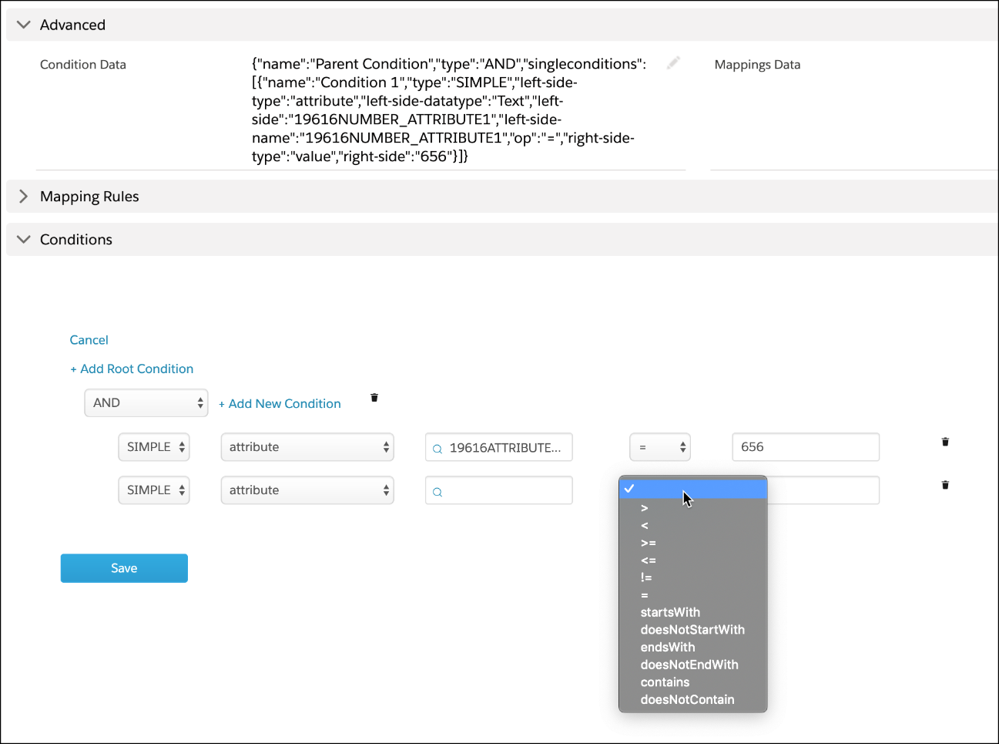 Advanced
Condition Data
{"name":"Parent Condition","type":"AND","singleconditions":
[{"name":"Condition 1","type":"SIMPLE","left-side-
type":"attribute","left-side-datatype":"Text","left-
side":"19616NUMBER_ATTRIBUTE1","left-side-
name":"19616NUMBER_ATTRIBUTE1","op":"=","right-side-
type":"value","right-side":"656"}]}
Mappings Data
Mapping Rules
Conditions
Cancel
+ Add Root Condition
AND
+ Add New Condition
SIMPLE
attribute
19616ATTRIBUTE...
=
656
SIMPLE
attribute
>
<
>=
<=
!=
=
startsWith
doesNotStartWith
endsWith
doesNotEndWith
contains
doesNotContain
Save